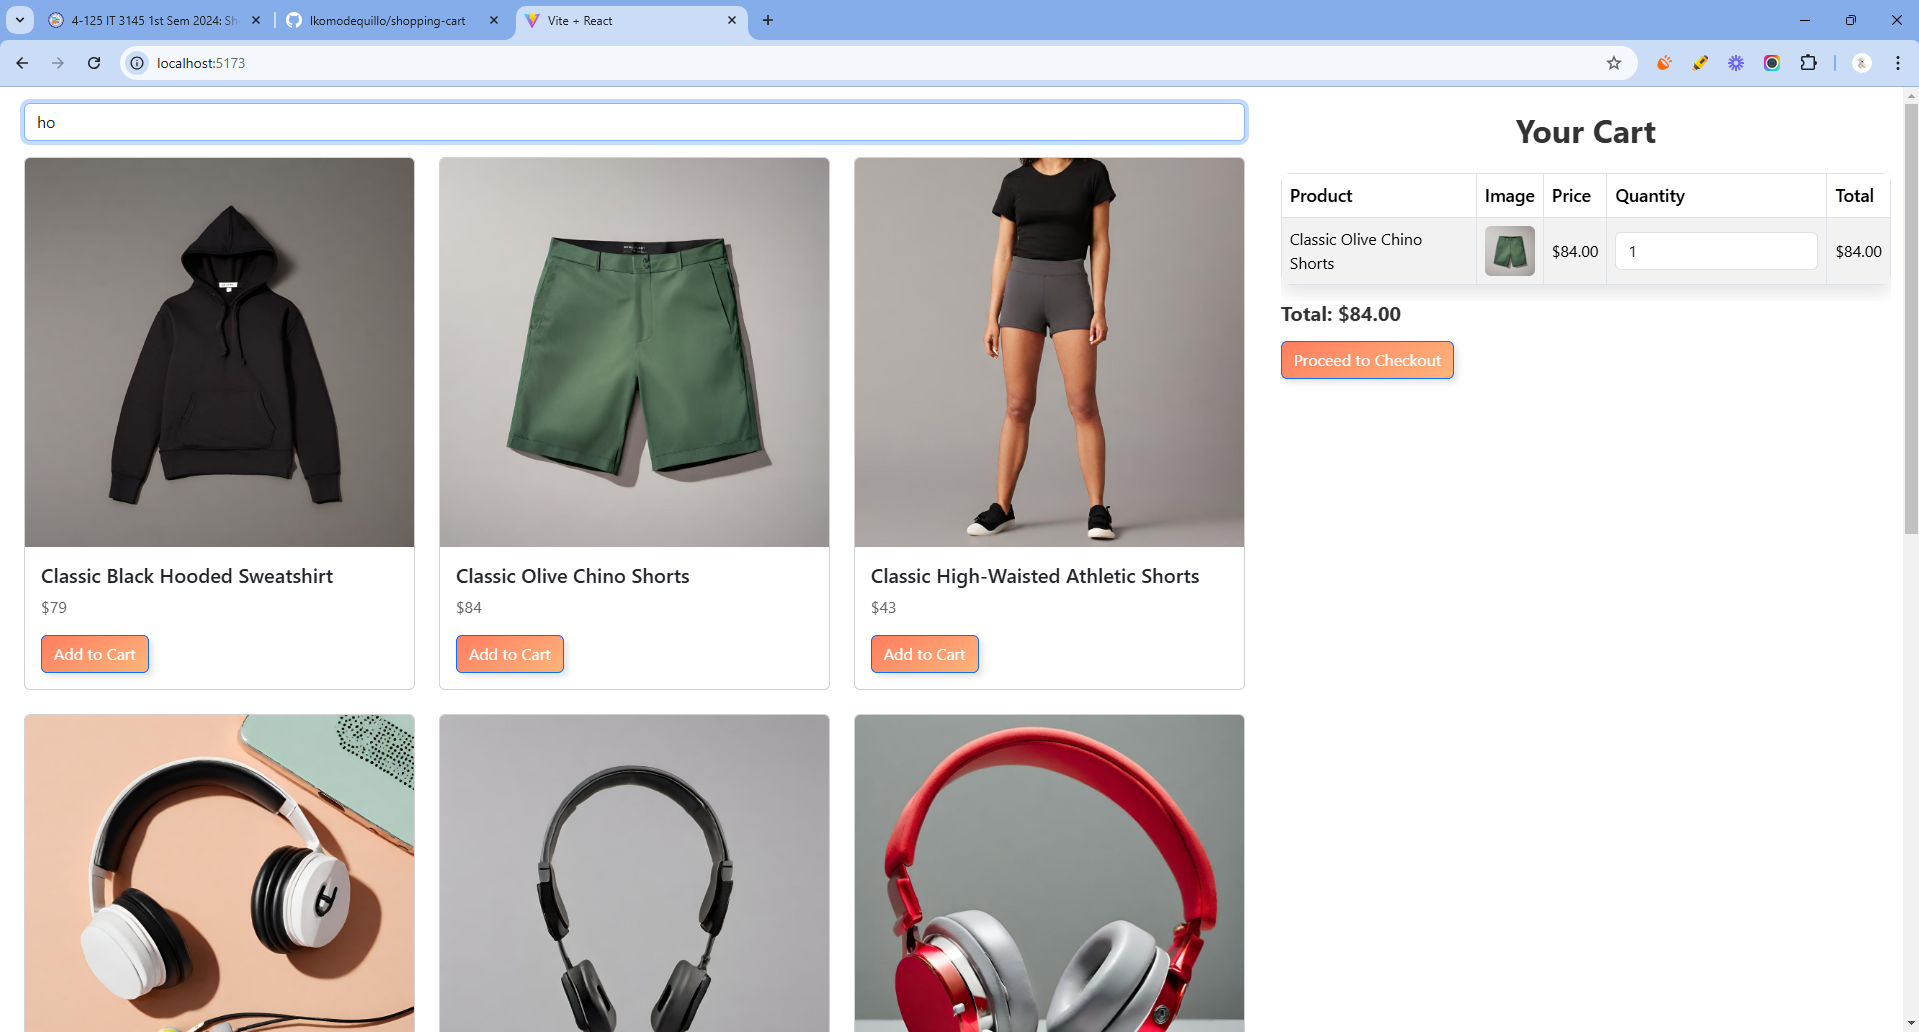 4-125 IT 3145 1st Sem 2024: Sh
lkomodequillo/shopping-cart
Vite + React
localhost:5173
ho
Your Cart
Product Image Price Quantity Total
Classic Olive Chino
Shorts
$84.00 1 $84.00
Total: $84.00
Proceed to Checkout
Classic Black Hooded Sweatshirt
$79
Add to Cart
Classic Olive Chino Shorts
$84
Add to Cart
Classic High-Waisted Athletic Shorts
$43
Add to Cart